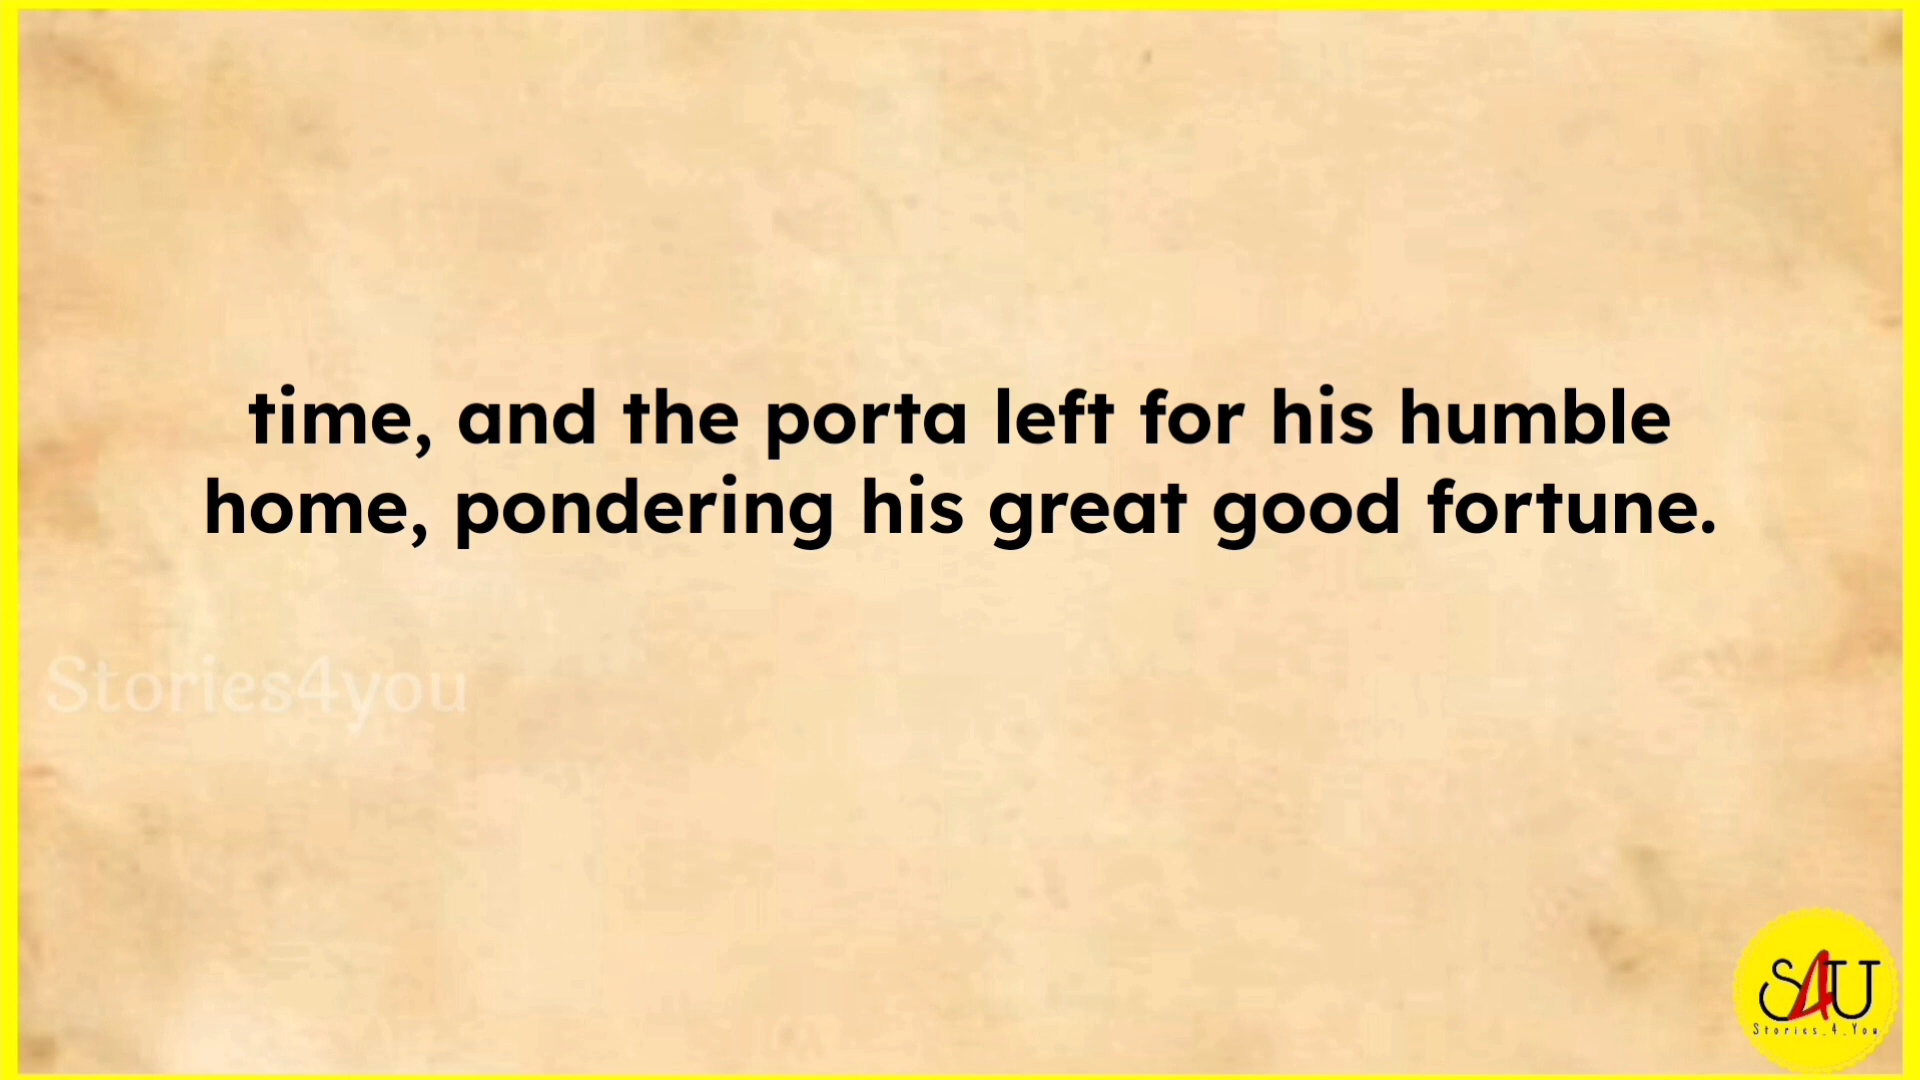 time, and the porta left for his humble
home, pondering his great good fortune.
Stories4you
S4U
Stories_4_You